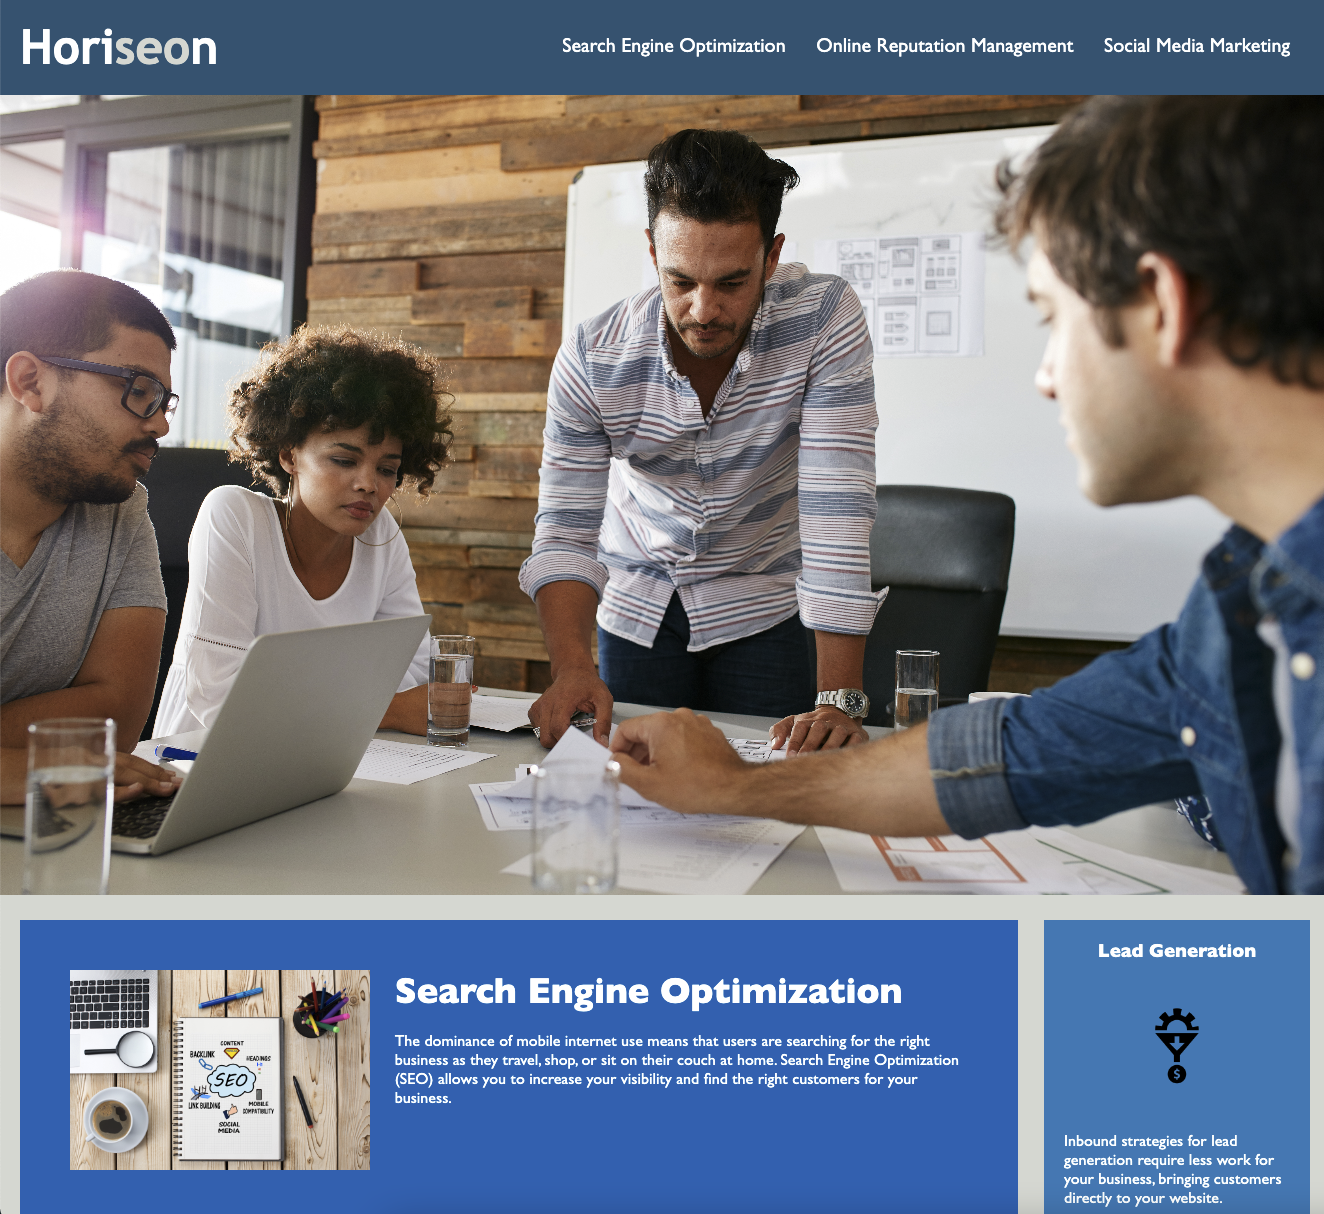 Horiseon
Search Engine Optimization
Online Reputation Management
Social Media Marketing
Search Engine Optimization
The dominance of mobile internet use means that users are searching for the right
business as they travel, shop, or sit on their couch at home. Search Engine Optimization
(SEO) allows you to increase your visibility and find the right customers for your
business.
CONTENT
BACKLINK
HEADINGS
SEO
LINK BUILDING
MOBILE
COMPATIBILITY
SOCIAL
MEDIA
Lead Generation
$
Inbound strategies for lead
generation require less work for
your business, bringing customers
directly to your website.